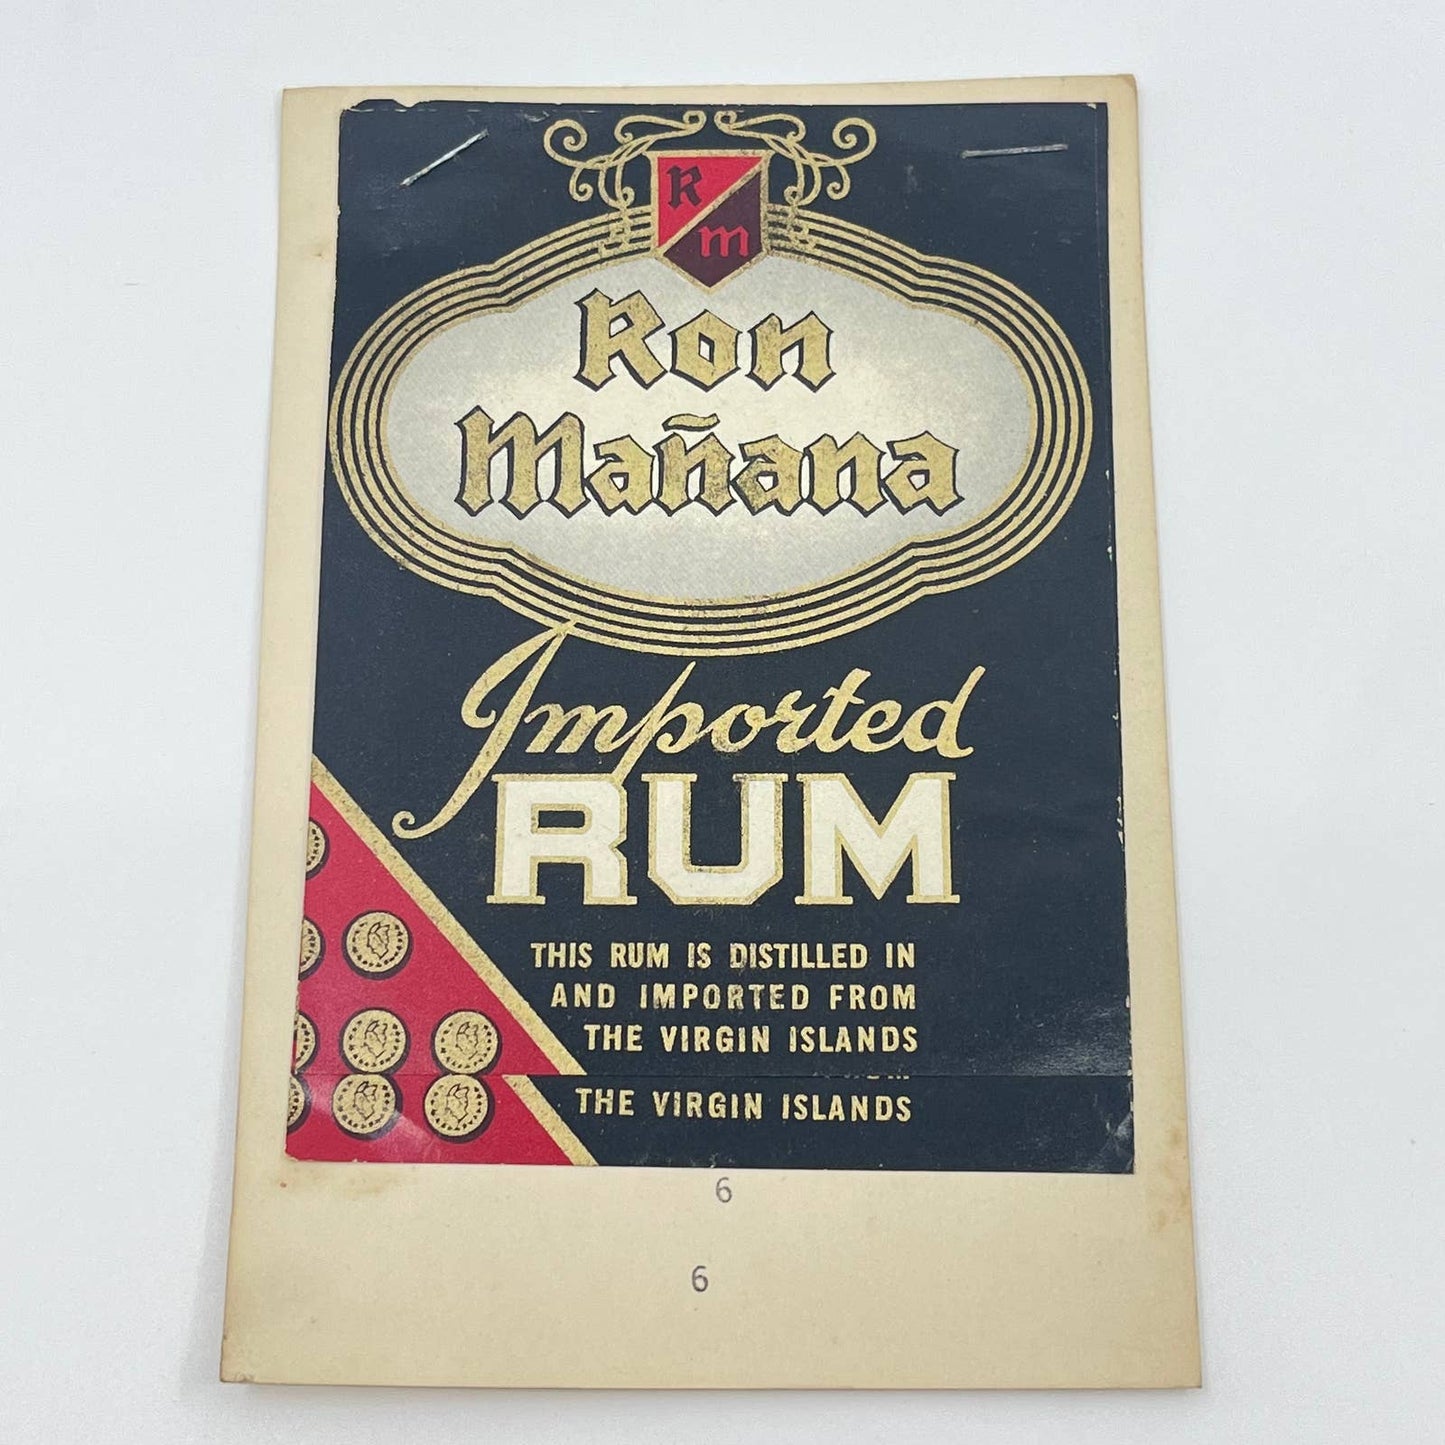 R
m
Ron
Mañana
Imported
RUM
THIS RUM IS DISTILLED IN
AND IMPORTED FROM
THE VIRGIN ISLANDS
THE VIRGIN ISLANDS
6
6